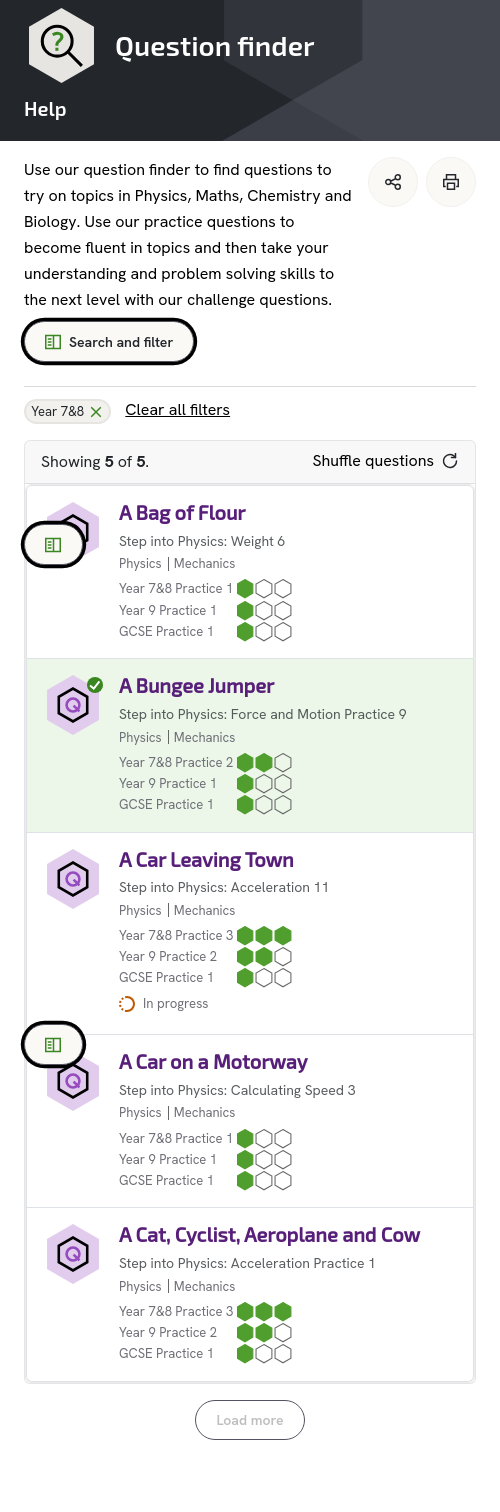 Question finder
Help
Use our question finder to find questions to
try on topics in Physics, Maths, Chemistry and
Biology. Use our practice questions to
become fluent in topics and then take your
understanding and problem solving skills to
the next level with our challenge questions.
Search and filter
Year 7&8
Clear all filters
Showing 5 of 5.
Shuffle questions
A Bag of Flour
Step into Physics: Weight 6
Physics | Mechanics
Year 7&8 Practice 1
Year 9 Practice 1
GCSE Practice 1
A Bungee Jumper
Step into Physics: Force and Motion Practice 9
Physics | Mechanics
Year 7&8 Practice 2
Year 9 Practice 1
GCSE Practice 1
A Car Leaving Town
Step into Physics: Acceleration 11
Physics | Mechanics
Year 7&8 Practice 3
Year 9 Practice 2
GCSE Practice 1
In progress
A Car on a Motorway
Step into Physics: Calculating Speed 3
Physics | Mechanics
Year 7&8 Practice 1
Year 9 Practice 1
GCSE Practice 1
A Cat, Cyclist, Aeroplane and Cow
Step into Physics: Acceleration Practice 1
Physics | Mechanics
Year 7&8 Practice 3
Year 9 Practice 2
GCSE Practice 1
Load more